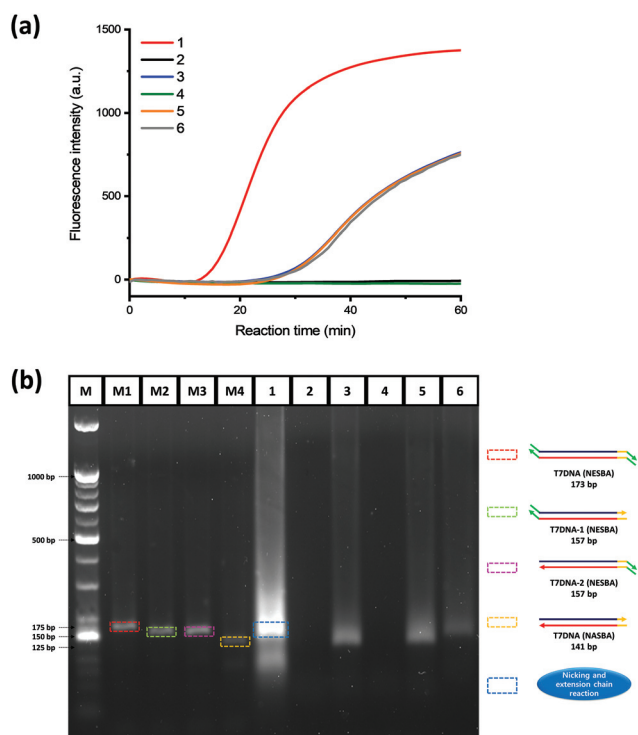 (a)
1500
1000
500
0
Fluorescence intensity (a.u.)
1
2
3
4
5
6
0
20
40
60
Reaction time (min)
(b)
M M1 M2 M3 M4 1 2 3 4 5 6
1000 bp
500 bp
175 bp
150 bp
125 bp
T7DNA (NESBA)
173 bp
T7DNA-1 (NESBA)
157 bp
T7DNA-2 (NESBA)
157 bp
T7DNA (NASBA)
141 bp
Nicking and
extension chain
reaction